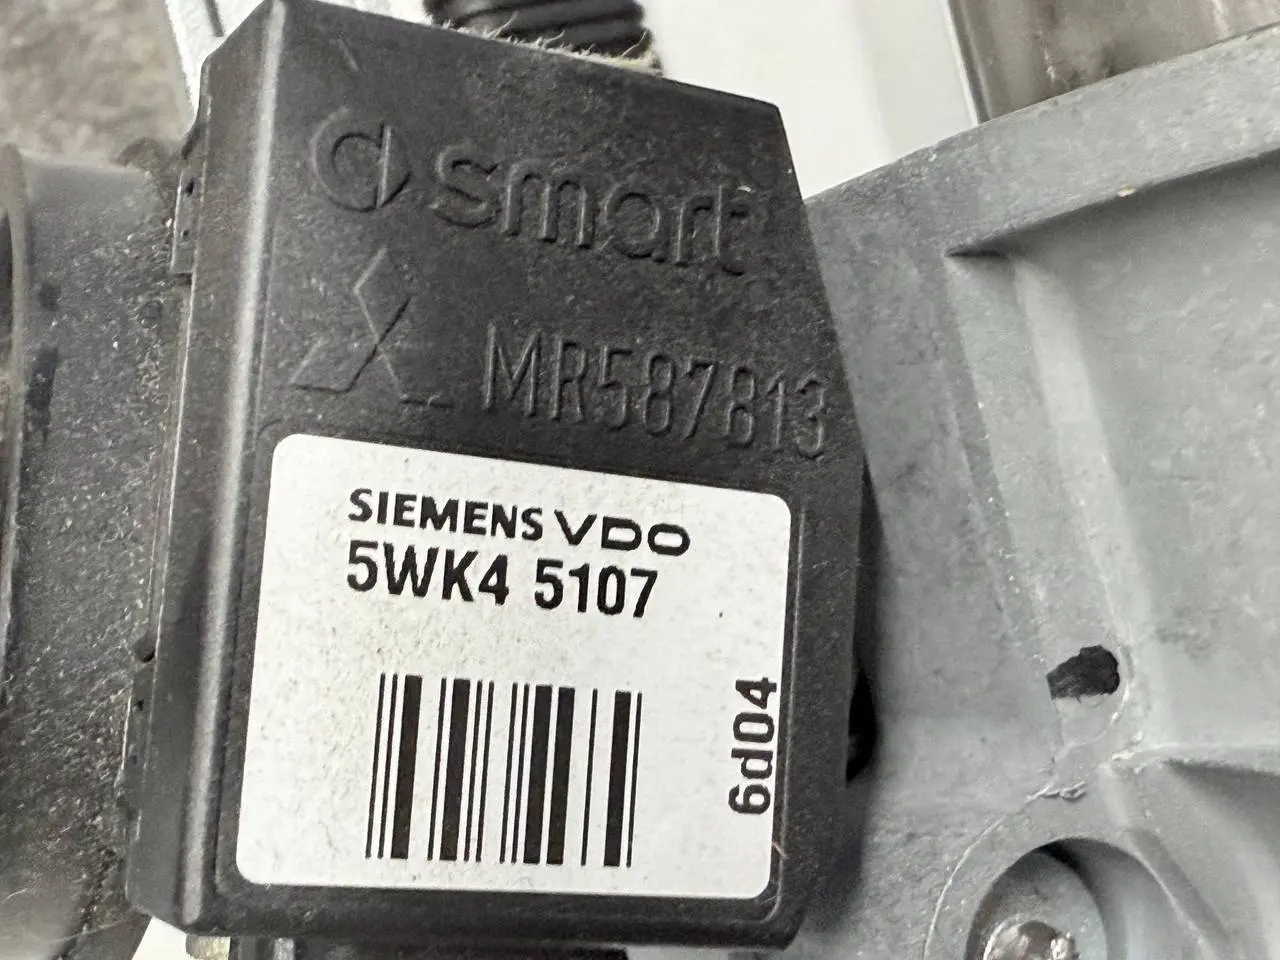 smart
MR587813
SIEMENS VDO
5WK4 5107
6d04